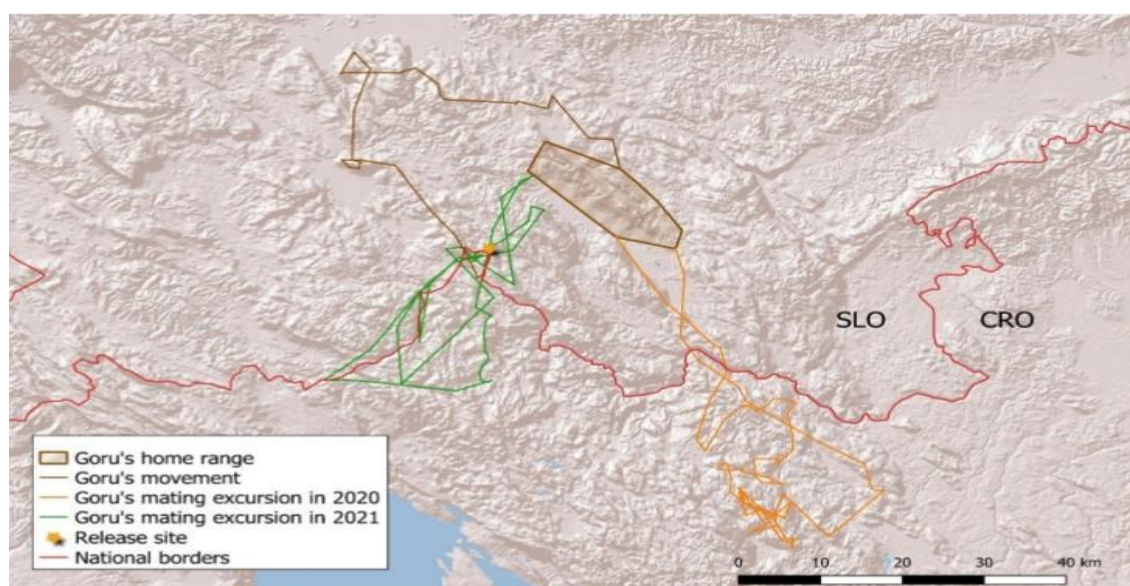 SLO CRO
Goru's home range
Goru's movement
Goru's mating excursion in 2020
Goru's mating excursion in 2021
Release site
National borders
0 10 20 30 40 km